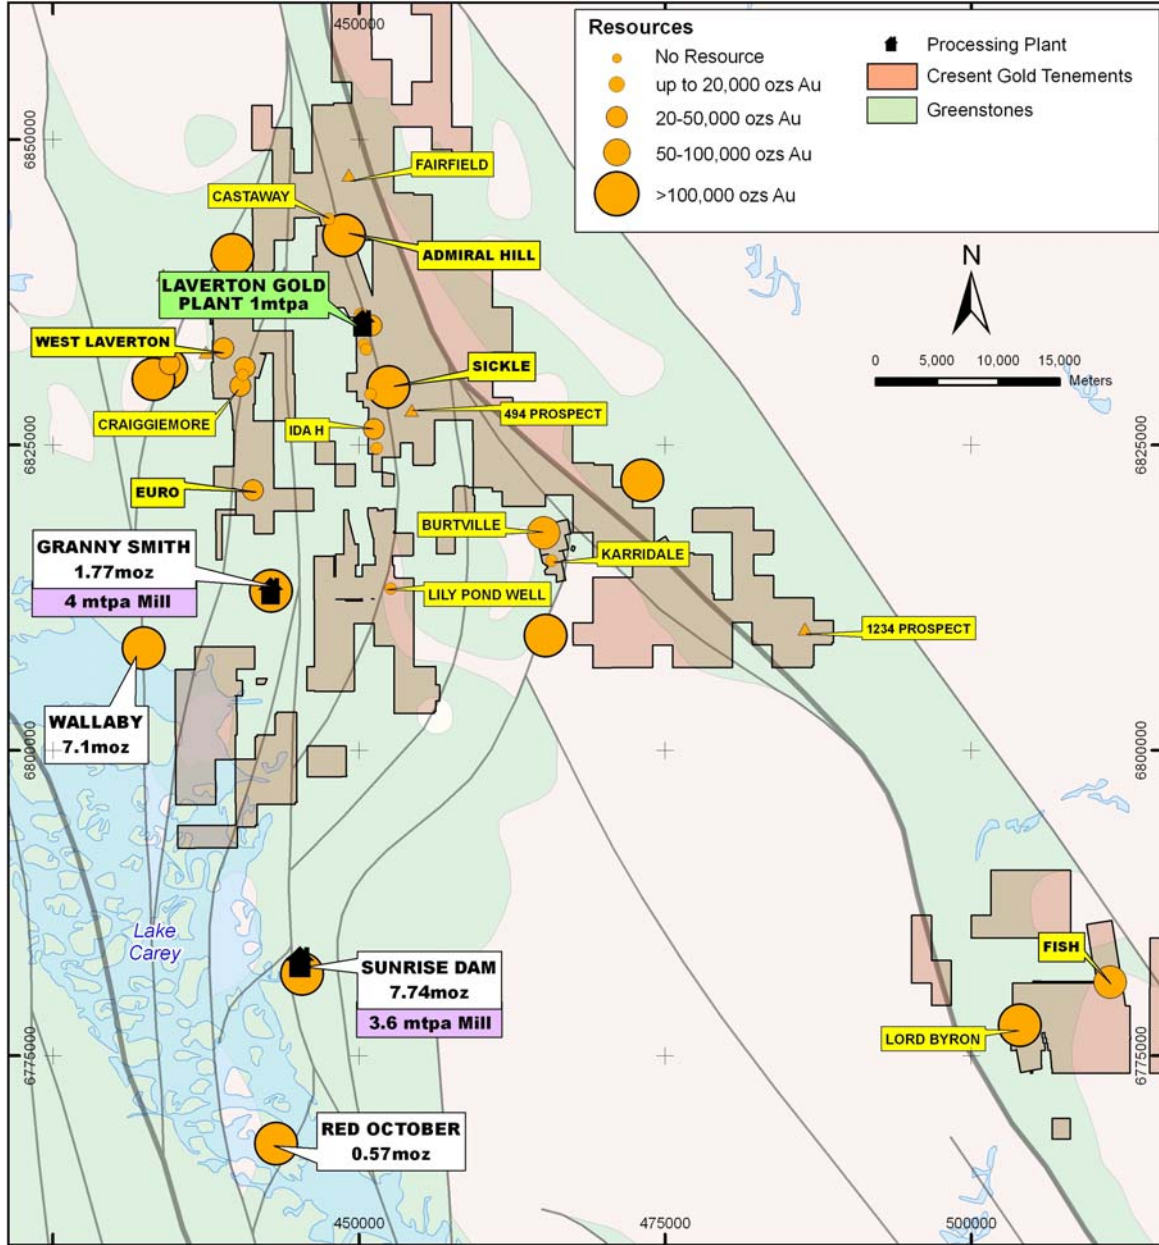 450000
Resources
No Resource
up to 20,000 ozs Au
20-50,000 ozs Au
50-100,000 ozs Au
>100,000 ozs Au
Processing Plant
Cresent Gold Tenements
Greenstones
6850000
6850000
FAIRFIELD
CASTAWAY
ADMIRAL HILL
N
LAVERTON GOLD
PLANT 1mtpa
WEST LAVERTON
SICKLE
0 5,000 10,000 15,000
Meters
CRAIGGIEMORE
494 PROSPECT
IDA H
6825000
6825000
EURO
BURTVILLE
KARRIDALE
GRANNY SMITH
1.77moz
4 mtpa Mill
LILY POND WELL
1234 PROSPECT
WALLABY
7.1moz
6800000
6800000
Lake
Carey
FISH
SUNRISE DAM
7.74moz
3.6 mtpa Mill
LORD BYRON
6775000
6775000
RED OCTOBER
0.57moz
450000
475000
500000